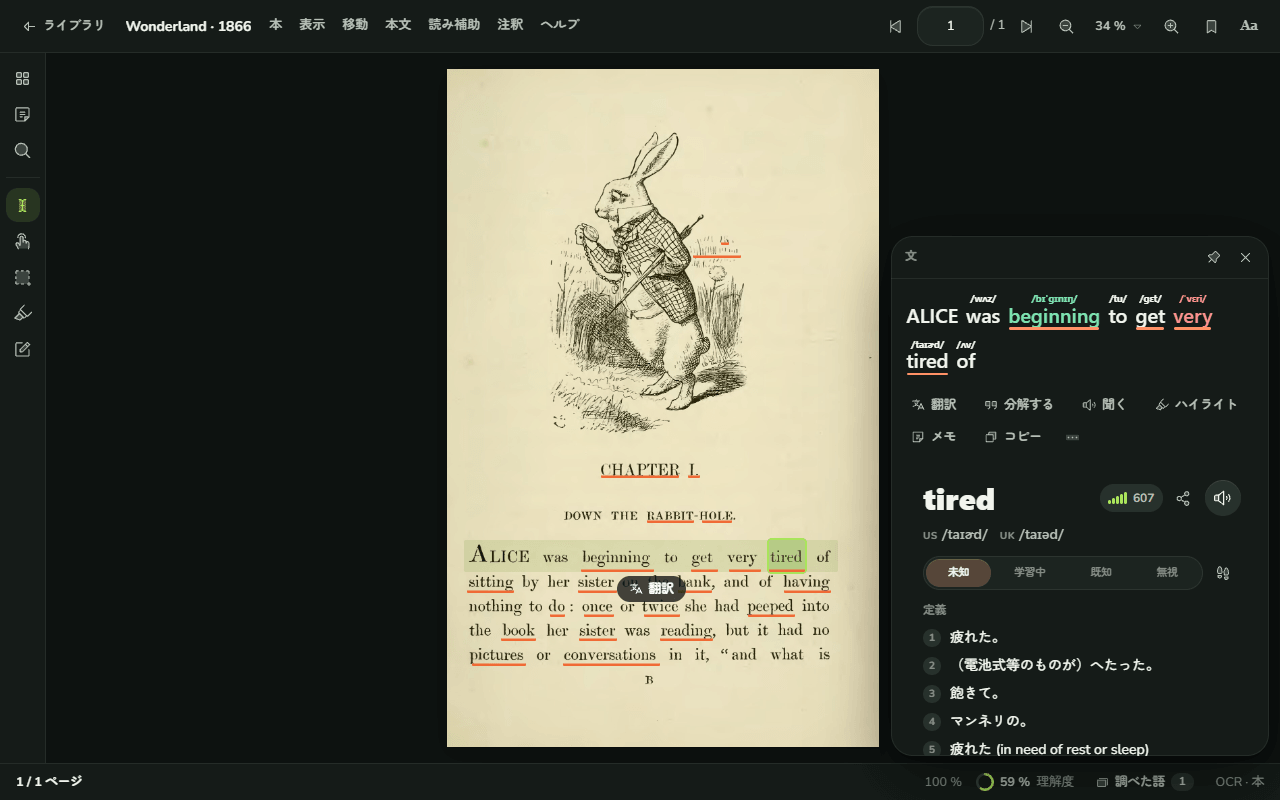 ライブラリ Wonderland · 1866 本 表示 移動 本文 読み補助 注釈 ヘルプ 1 / 1 34 % Aa
CHAPTER I.
DOWN THE RABBIT-HOLE.
ALICE was beginning to get very tired of
sitting by her sister on the bank, and of having
翻訳
nothing to do: once or twice she had peeped into
the book her sister was reading, but it had no
pictures or conversations in it, “and what is
B
文
/wʌz/ /bɪˈɡɪnɪŋ/ /tu/ /ɡɛt/ /ˈvɛri/
ALICE was beginning to get very
/taɪɚd/ /ʌv/
tired of
翻訳 分解する 聞く ハイライト
メモ コピー
tired 607
US /taɪɚd/ UK /taɪəd/
未知 学習中 既知 無視
定義
1 疲れた。
2 （電池式等のものが）へたった。
3 飽きて。
4 マンネリの。
5 疲れた (in need of rest or sleep)
1 / 1 ページ 100 % 59 % 理解度 調べた語 1 OCR · 本